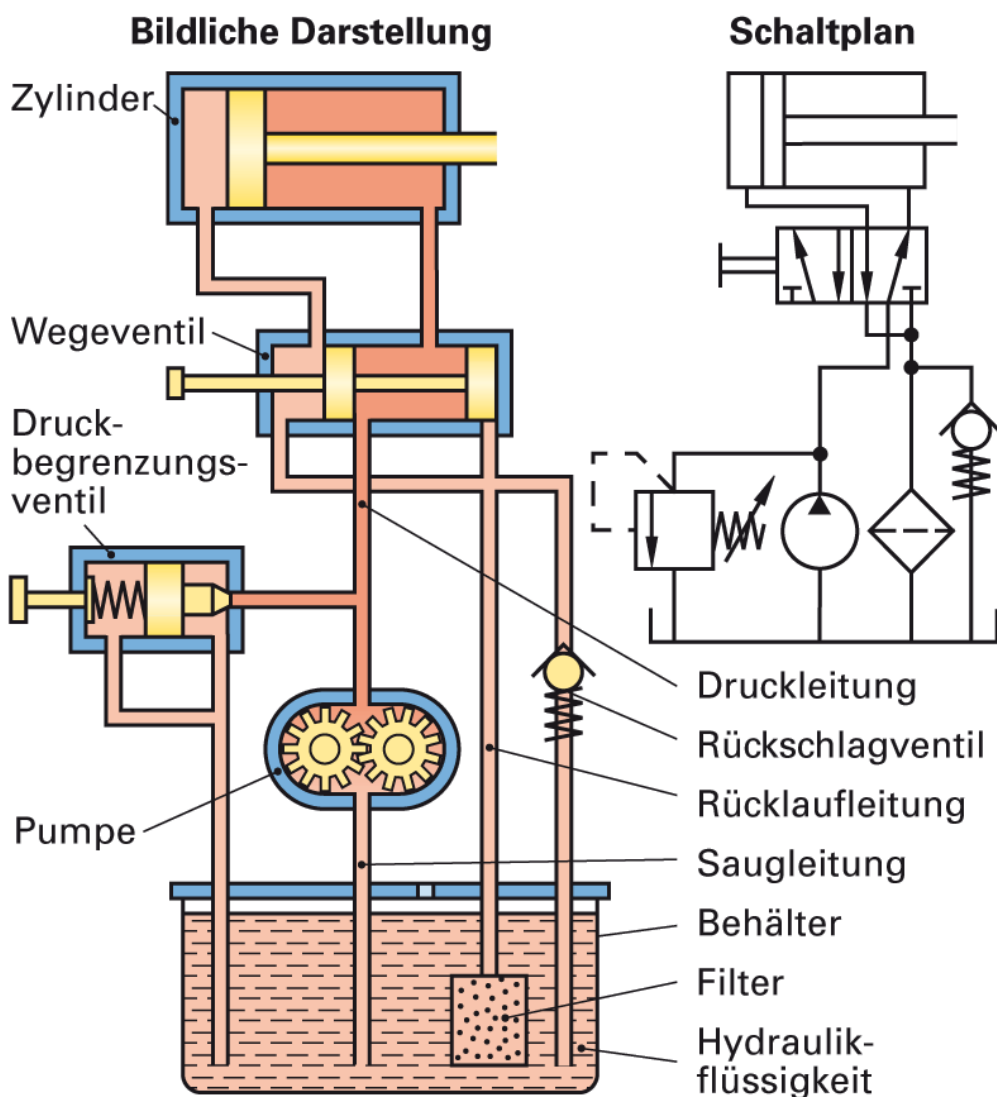 Bildliche Darstellung
Schaltplan
Zylinder
Wegeventil
Druck-
begrenzungs-
ventil
Pumpe
Druckleitung
Rückschlagventil
Rücklaufleitung
Saugleitung
Behälter
Filter
Hydraulik-
flüssigkeit